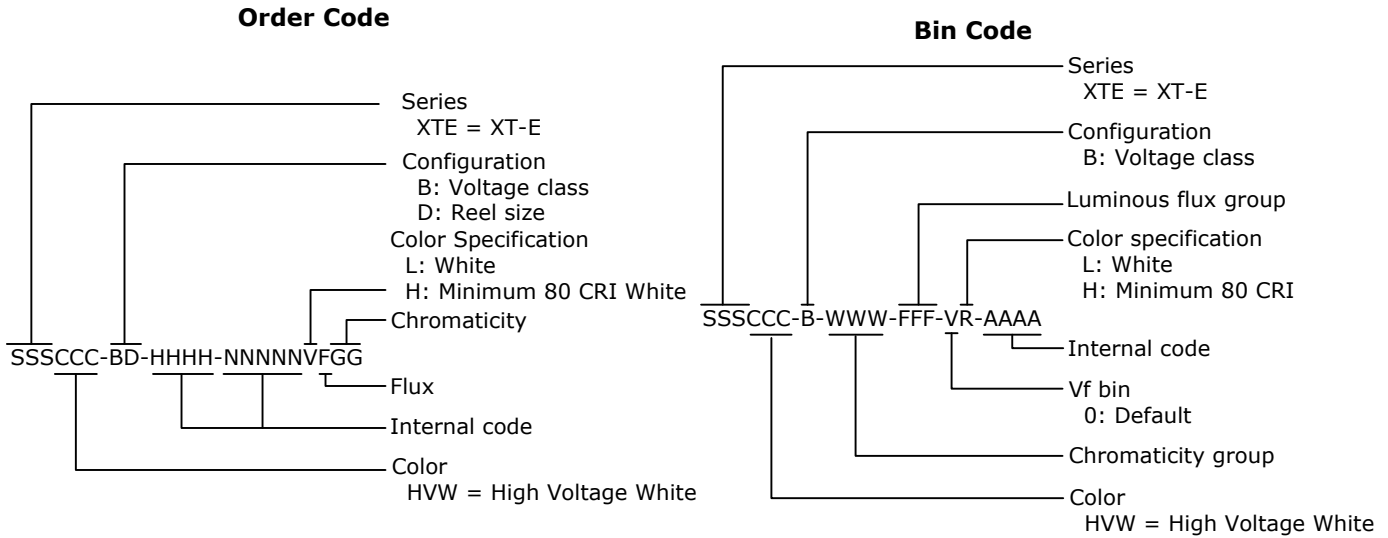 Order Code
Series
XTE = XT-E
Configuration
B: Voltage class
D: Reel size
Color Specification
L: White
H: Minimum 80 CRI White
Chromaticity
SSSCCC-BD-HHHH-NNNNNVFGG
Flux
Internal code
Color
HVW = High Voltage White
Bin Code
Series
XTE = XT-E
Configuration
B: Voltage class
Luminous flux group
Color specification
L: White
H: Minimum 80 CRI
SSSCCC-B-WWW-FFF-VR-AAAA
Internal code
Vf bin
0: Default
Chromaticity group
Color
HVW = High Voltage White